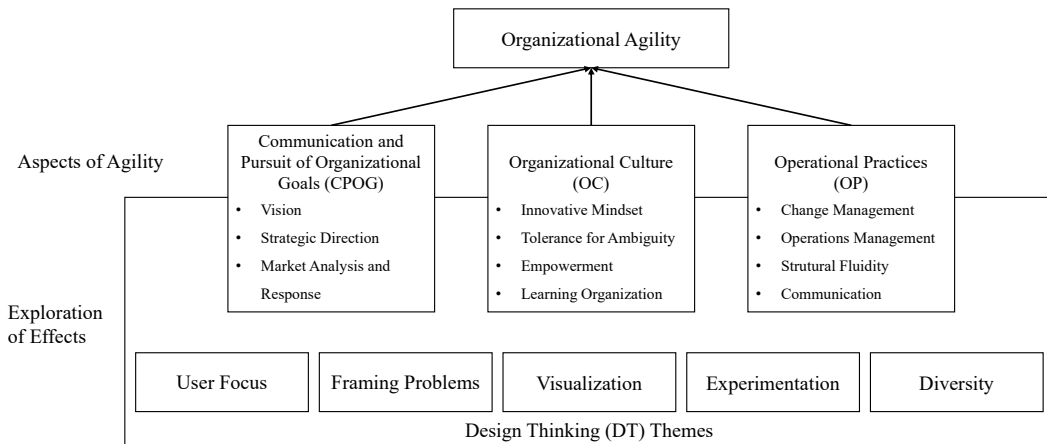 Organizational Agility
Aspects of Agility
Communication and
Pursuit of Organizational
Goals (CPOG)
• Vision
• Strategic Direction
• Market Analysis and
Response
Organizational Culture
(OC)
• Innovative Mindset
• Tolerance for Ambiguity
• Empowerment
• Learning Organization
Operational Practices
(OP)
• Change Management
• Operations Management
• Strutural Fluidity
• Communication
Exploration
of Effects
User Focus
Framing Problems
Visualization
Experimentation
Diversity
Design Thinking (DT) Themes